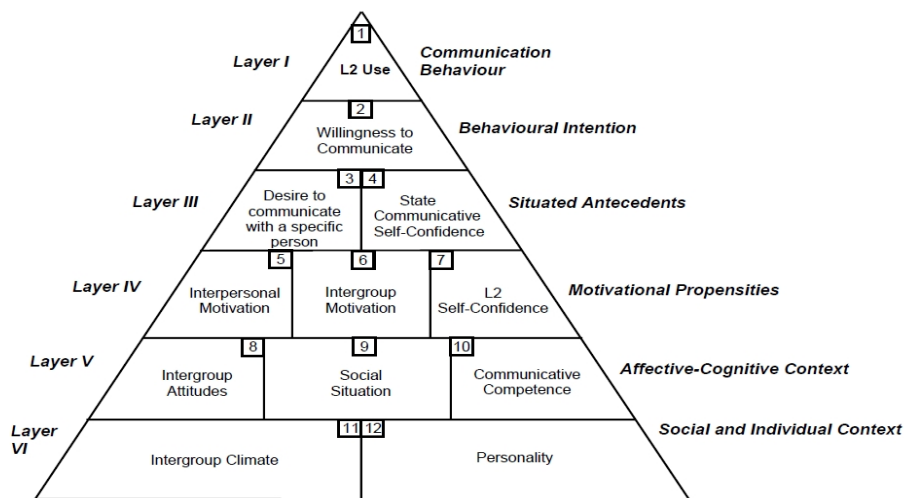 1
Layer I
L2 Use
Communication
Behaviour
2
Layer II
Willingness to
Communicate
Behavioural Intention
3 4
Layer III
Desire to
communicate
with a specific
person
State
Communicative
Self-Confidence
Situated Antecedents
5 6 7
Layer IV
Interpersonal
Motivation
Intergroup
Motivation
L2
Self-Confidence
Motivational Propensities
8 9 10
Layer V
Intergroup
Attitudes
Social
Situation
Communicative
Competence
Affective-Cognitive Context
11 12
Layer
VI
Intergroup Climate
Personality
Social and Individual Context